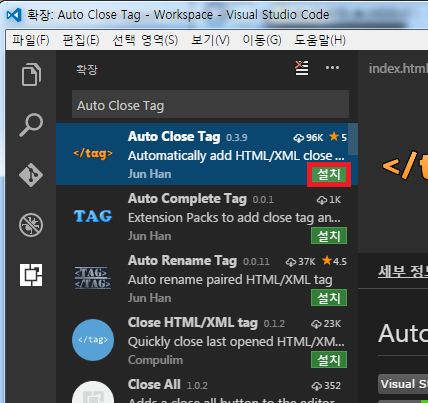 확장: Auto Close Tag - Workspace - Visual Studio Code
파일(F) 편집(E) 선택 영역(S) 보기(V) 이동(G) 도움말(H)
확장
index.html
Auto Close Tag
</tag>
Auto Close Tag 0.3.9 96K ★ 5
Automatically add HTML/XML close ...
Jun Han 설치
TAG
Auto Complete Tag 0.0.1 1K
Extension Packs to add close tag an...
Jun Han 설치
<TAG>
</TAG>
Auto Rename Tag 0.0.11 37K ★ 4.5
Auto rename paired HTML/XML tag
Jun Han 설치
</tag>
Close HTML/XML tag 0.1.2 23K
Quickly close last opened HTML/XM...
Compulim 설치
Close All 1.0.2 352
Adds a close all button to the editor
</t
세부 정보
Auto
Visual Stud